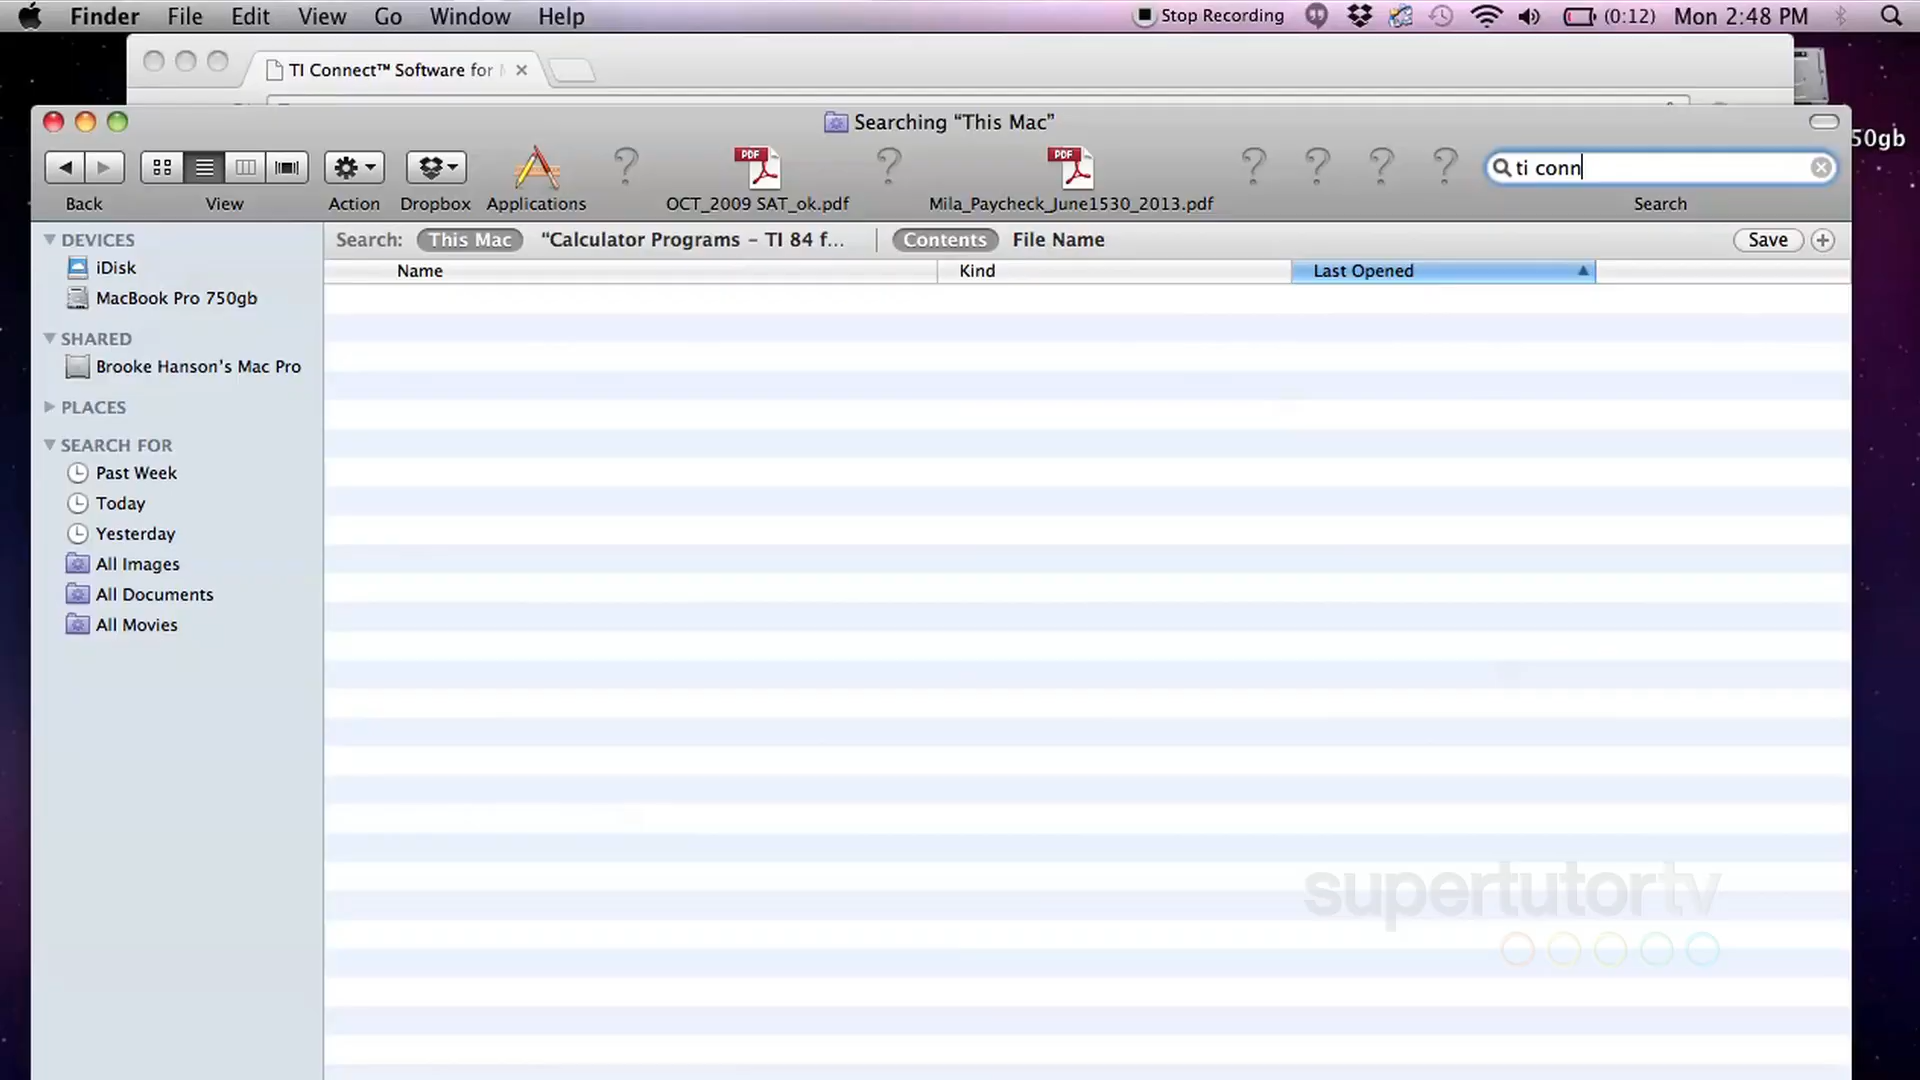 Finder File Edit View Go Window Help Stop Recording (0:12) Mon 2:48 PM
TI Connect™ Software for
Searching “This Mac”
50gb
ti conn
Back View Action Dropbox Applications OCT_2009 SAT_ok.pdf Mila_Paycheck_June1530_2013.pdf Search
Search: This Mac “Calculator Programs – TI 84 f... Contents File Name Save
Name Kind Last Opened
DEVICES
iDisk
MacBook Pro 750gb
SHARED
Brooke Hanson’s Mac Pro
PLACES
SEARCH FOR
Past Week
Today
Yesterday
All Images
All Documents
All Movies
supertutortv